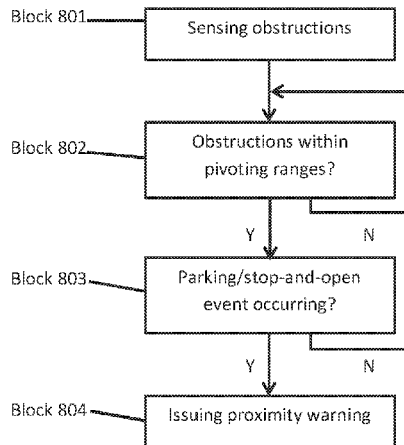 Block 801
Sensing obstructions
Block 802
Obstructions within
pivoting ranges?
Y
N
Block 803
Parking/stop-and-open
event occurring?
Y
N
Block 804
Issuing proximity warning